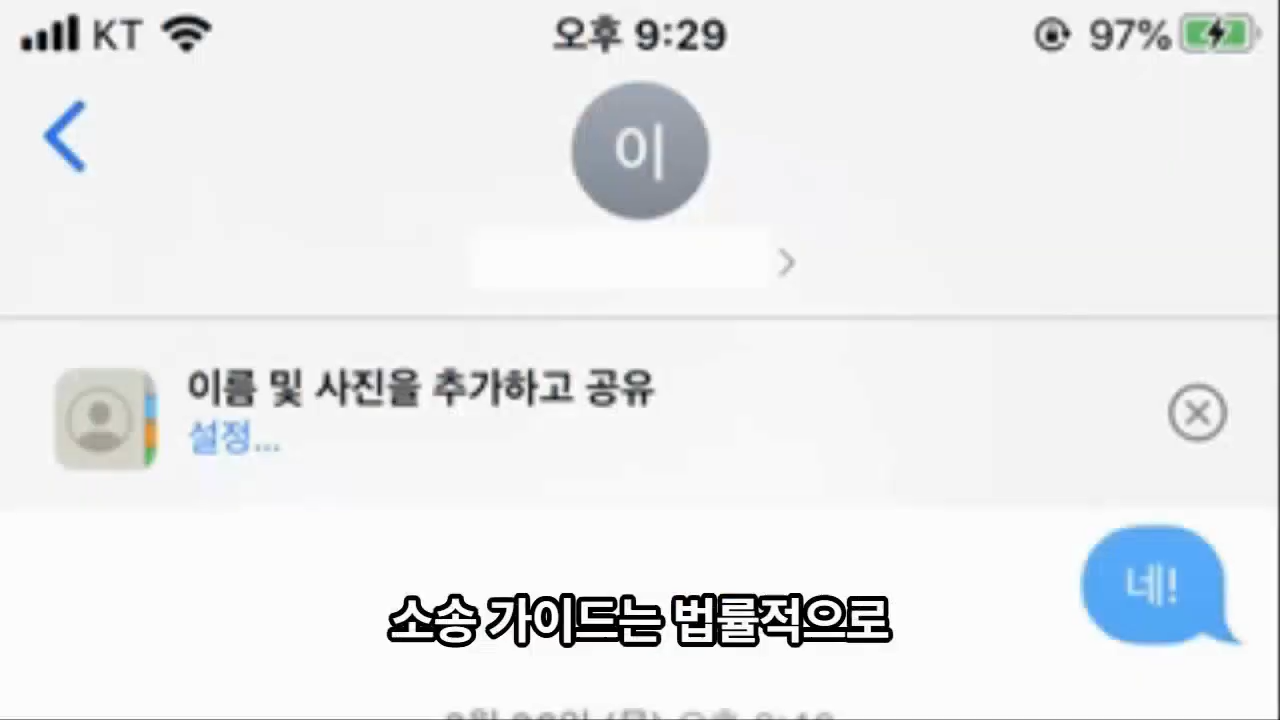 KT 오후 9:29 97%
이
이름 및 사진을 추가하고 공유
설정...
네!
소송 가이드는 법률적으로